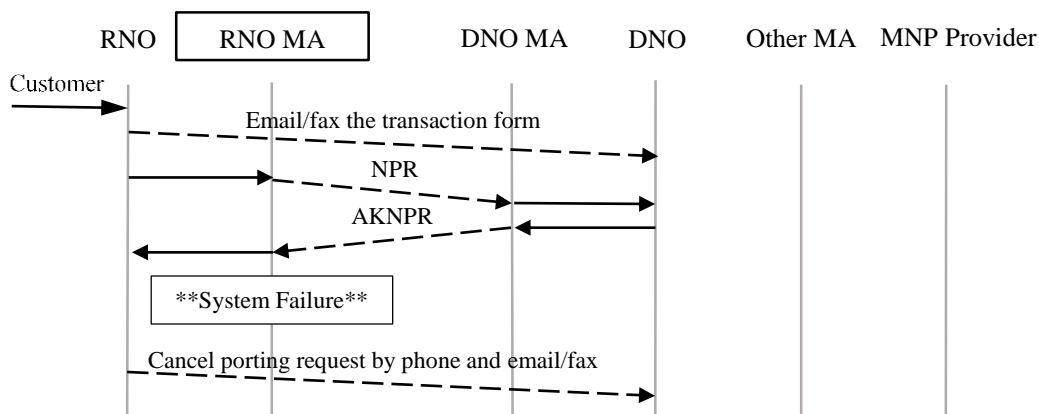 RNO RNO MA DNO MA DNO Other MA MNP Provider
Customer
Email/fax the transaction form
NPR
AKNPR
**System Failure**
Cancel porting request by phone and email/fax